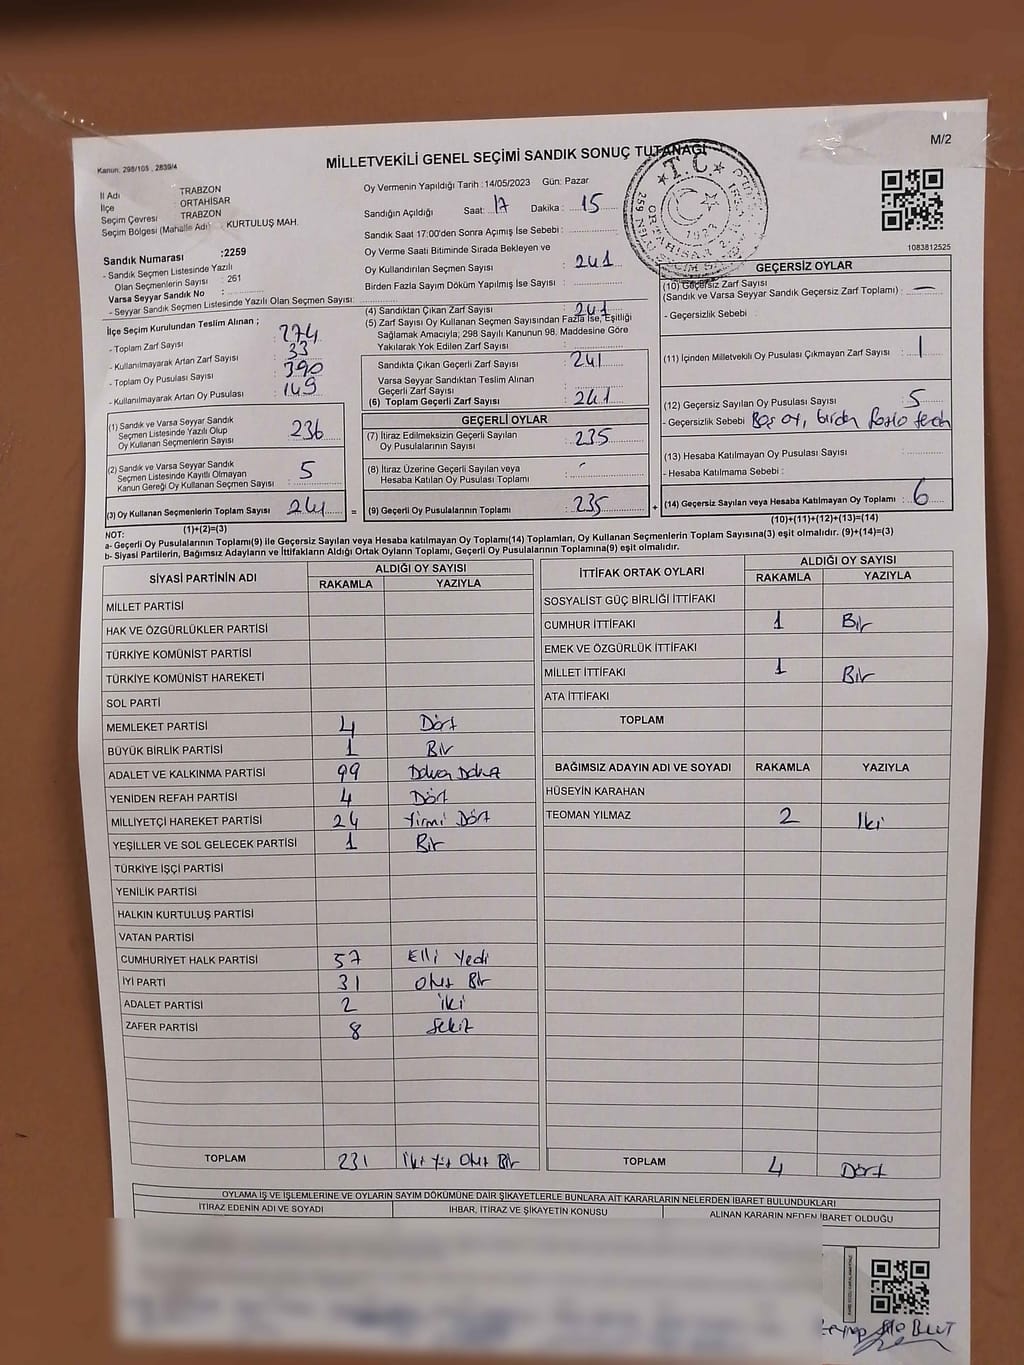 Kanun. 298/105 , 2839/4
M/2
MİLLETVEKİLİ GENEL SEÇİMİ SANDIK SONUÇ TUTANAĞI
İl Adı : TRABZON
İlçe : ORTAHİSAR
Seçim Çevresi : TRABZON
Seçim Bölgesi (Mahalle Adı) : KURTULUŞ MAH.
Sandık Numarası :2259
- Sandık Seçmen Listesinde Yazılı
Olan Seçmenlerin Sayısı : 261
Varsa Seyyar Sandık No :
- Seyyar Sandık Seçmen Listesinde Yazılı Olan Seçmen Sayısı:
Oy Vermenin Yapıldığı Tarih :14/05/2023 Gün: Pazar
Sandığın Açıldığı Saat: 17 Dakika : 15
Sandık Saat 17:00'den Sonra Açımış İse Sebebi :
Oy Verme Saati Bitiminde Sırada Bekleyen ve
Oy Kullandırılan Seçmen Sayısı : 241
Birden Fazla Sayım Döküm Yapılmış İse Sayısı :
T.C.
1923
1083812525
İlçe Seçim Kurulundan Teslim Alınan ;
- Toplam Zarf Sayısı : 274
- Kullanılmayarak Artan Zarf Sayısı : 33
- Toplam Oy Pusulası Sayısı : 390
- Kullanılmayarak Artan Oy Pusulası : 149
(1) Sandık ve Varsa Seyyar Sandık
Seçmen Listesinde Yazılı Olup
Oy Kullanan Seçmenlerin Sayısı 236
(2) Sandık ve Varsa Seyyar Sandık
Seçmen Listesinde Kayıtlı Olmayan
Kanun Gereği Oy Kullanan Seçmen Sayısı : 5
(3) Oy Kullanan Seçmenlerin Toplam Sayısı 241 =
(1)+(2)=(3)
(4) Sandıktan Çıkan Zarf Sayısı : 241
(5) Zarf Sayısı Oy Kullanan Seçmen Sayısından Fazla İse, Eşitliği
Sağlamak Amacıyla; 298 Sayılı Kanunun 98. Maddesine Göre
Yakılarak Yok Edilen Zarf Sayısı :
Sandıkta Çıkan Geçerli Zarf Sayısı : 241
Varsa Seyyar Sandıktan Teslim Alınan
Geçerli Zarf Sayısı :
(6) Toplam Geçerli Zarf Sayısı : 241
GEÇERLİ OYLAR
(7) İtiraz Edilmeksizin Geçerli Sayılan
Oy Pusulalarının Sayısı : 235
(8) İtiraz Üzerine Geçerli Sayılan veya
Hesaba Katılan Oy Pusulası Toplamı :
(9) Geçerli Oy Pusulalarının Toplamı : 235 +
GEÇERSİZ OYLAR
(10) Geçersiz Zarf Sayısı
(Sandık ve Varsa Seyyar Sandık Geçersiz Zarf Toplamı) : —
- Geçersizlik Sebebi :
(11) İçinden Milletvekili Oy Pusulası Çıkmayan Zarf Sayısı : 1
(12) Geçersiz Sayılan Oy Pusulası Sayısı : 5
- Geçersizlik Sebebi Boş oy, birden fazla
(13) Hesaba Katılmayan Oy Pusulası Sayısı :
- Hesaba Katılmama Sebebi :
(14) Geçersiz Sayılan veya Hesaba Katılmayan Oy Toplamı : 6
(10)+(11)+(12)+(13)=(14)
NOT:
a- Geçerli Oy Pusulalarının Toplamı(9) ile Geçersiz Sayılan veya Hesaba katılmayan Oy Toplamı(14) Toplamları, Oy Kullanan Seçmenlerin Toplam Sayısına(3) eşit olmalıdır. (9)+(14)=(3)
b- Siyasi Partilerin, Bağımsız Adayların ve İttifakların Aldığı Ortak Oyların Toplamı, Geçerli Oy Pusulalarının Toplamına(9) eşit olmalıdır.
SİYASİ PARTİNİN ADI ALDIĞI OY SAYISI
RAKAMLA YAZIYLA
MİLLET PARTİSİ
HAK VE ÖZGÜRLÜKLER PARTİSİ
TÜRKİYE KOMÜNİST PARTİSİ
TÜRKİYE KOMÜNİST HAREKETİ
SOL PARTİ
MEMLEKET PARTİSİ 4 Dört
BÜYÜK BİRLİK PARTİSİ 1 Bir
ADALET VE KALKINMA PARTİSİ 99 Doksan Dokuz
YENİDEN REFAH PARTİSİ 4 Dört
MİLLİYETÇİ HAREKET PARTİSİ 24 Yirmi Dört
YEŞİLLER VE SOL GELECEK PARTİSİ 1 Bir
TÜRKİYE İŞÇİ PARTİSİ
YENİLİK PARTİSİ
HALKIN KURTULUŞ PARTİSİ
VATAN PARTİSİ
CUMHURİYET HALK PARTİSİ 57 Elli Yedi
İYİ PARTİ 31 Otuz Bir
ADALET PARTİSİ 2 İki
ZAFER PARTİSİ 8 Sekiz
TOPLAM 231 İki Yüz Otuz Bir
İTTİFAK ORTAK OYLARI ALDIĞI OY SAYISI
RAKAMLA YAZIYLA
SOSYALİST GÜÇ BİRLİĞİ İTTİFAKI
CUMHUR İTTİFAKI 1 Bir
EMEK VE ÖZGÜRLÜK İTTİFAKI
MİLLET İTTİFAKI 1 Bir
ATA İTTİFAKI
TOPLAM
BAĞIMSIZ ADAYIN ADI VE SOYADI RAKAMLA YAZIYLA
HÜSEYİN KARAHAN
TEOMAN YILMAZ 2 İki
TOPLAM 4 Dört
OYLAMA İŞ VE İŞLEMLERİNE VE OYLARIN SAYIM DÖKÜMÜNE DAİR ŞİKAYETLERLE BUNLARA AİT KARARLARIN NELERDEN İBARET BULUNDUKLARI
İTİRAZ EDENİN ADI VE SOYADI İHBAR, İTİRAZ VE ŞİKAYETİN KONUSU ALINAN KARARIN NEDEN İBARET OLDUĞU